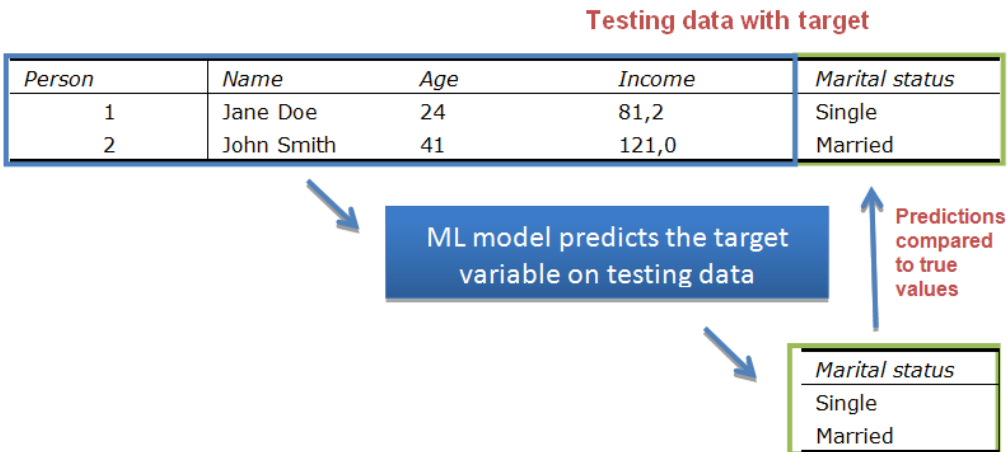 Testing data with target
Person Name Age Income Marital status
1 Jane Doe 24 81,2 Single
2 John Smith 41 121,0 Married
ML model predicts the target
variable on testing data
Predictions
compared
to true
values
Marital status
Single
Married